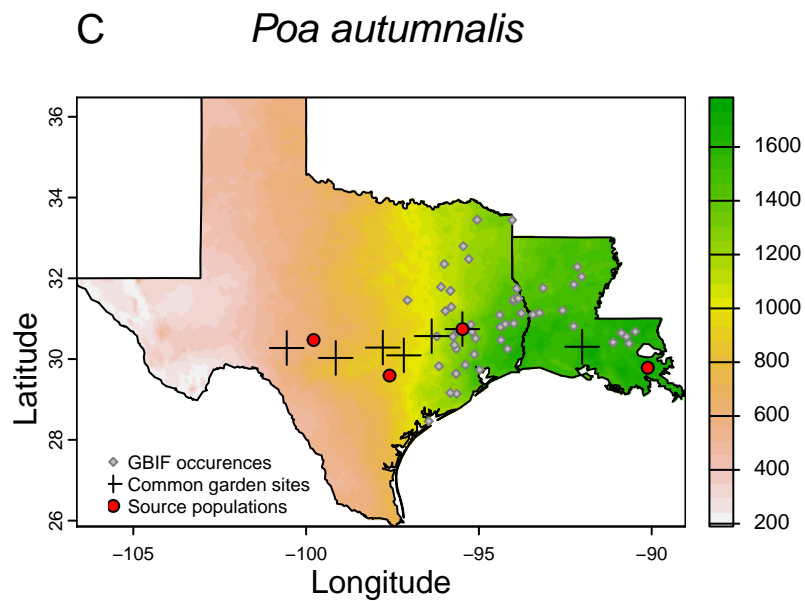 C Poa autumnalis
36
34
32
30
28
26
Latitude
GBIF occurences
Common garden sites
Source populations
−105 −100 −95 −90
Longitude
1600
1400
1200
1000
800
600
400
200